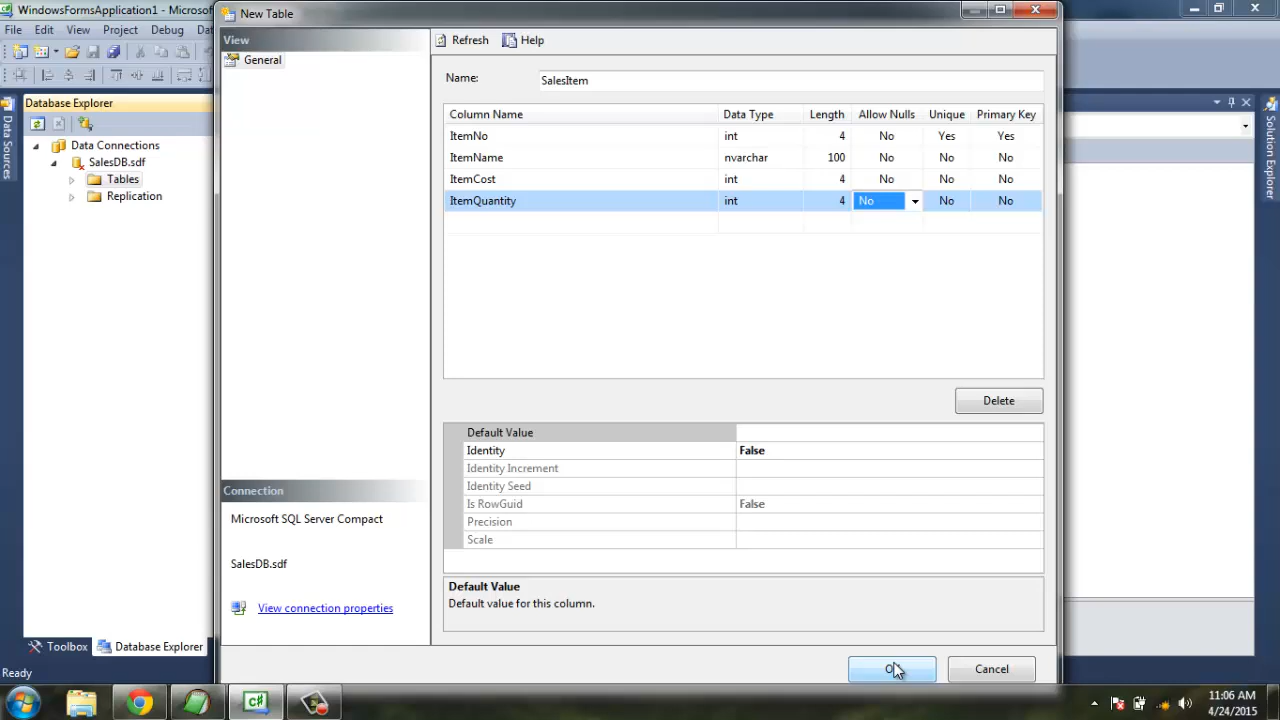 WindowsFormsApplication1 - Microsof
New Table
File Edit View Project Debug Dat
View
Refresh Help
General
Name: SalesItem
Database Explorer
Data Sources
Solution Explorer
Column Name Data Type Length Allow Nulls Unique Primary Key
ItemNo int 4 No Yes Yes
ItemName nvarchar 100 No No No
ItemCost int 4 No No No
ItemQuantity int 4 No No No
Data Connections
SalesDB.sdf
Tables
Replication
Delete
Default Value
Identity False
Identity Increment
Identity Seed
Is RowGuid False
Precision
Scale
Connection
Microsoft SQL Server Compact
SalesDB.sdf
View connection properties
Default Value
Default value for this column.
Toolbox Database Explorer
Cancel
Ready
C#
11:06 AM
4/24/2015